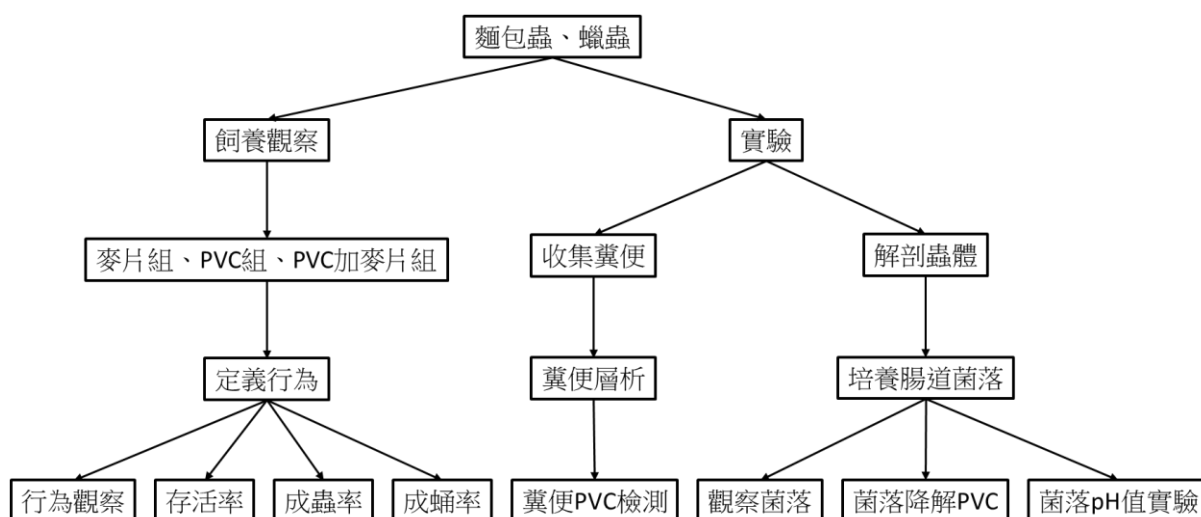 麵包蟲、蠟蟲
飼養觀察
實驗
麥片組、PVC組、PVC加麥片組
收集糞便
解剖蟲體
定義行為
糞便層析
培養腸道菌落
行為觀察
存活率
成蟲率
成蛹率
糞便PVC檢測
觀察菌落
菌落降解PVC
菌落pH值實驗